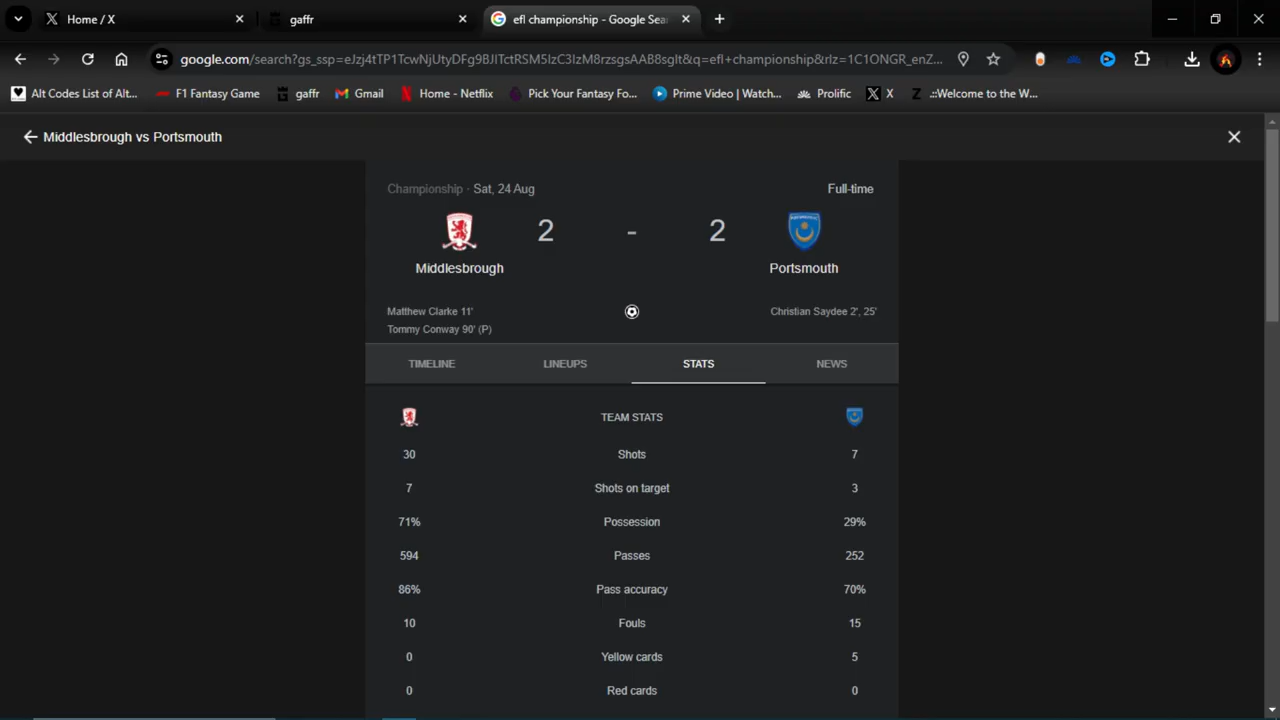 Home / X
gaffr
efl championship - Google Sear
google.com/search?gs_ssp=eJzj4tTP1TcwNjUtyDFg9BJITctRSM5IzC3IzM8rzsgsAAB8sglt&q=efl+championship&rlz=1C1ONGR_enZ...
Alt Codes List of Alt...
F1 Fantasy Game
gaffr
Gmail
Home - Netflix
Pick Your Fantasy Fo...
Prime Video | Watch...
Prolific
X
.::Welcome to the W...
Middlesbrough vs Portsmouth
Championship · Sat, 24 Aug
Full-time
2 - 2
Middlesbrough
Portsmouth
Matthew Clarke 11'
Christian Saydee 2', 25'
Tommy Conway 90' (P)
TIMELINE LINEUPS STATS NEWS
TEAM STATS
30 Shots 7
7 Shots on target 3
71% Possession 29%
594 Passes 252
86% Pass accuracy 70%
10 Fouls 15
0 Yellow cards 5
0 Red cards 0